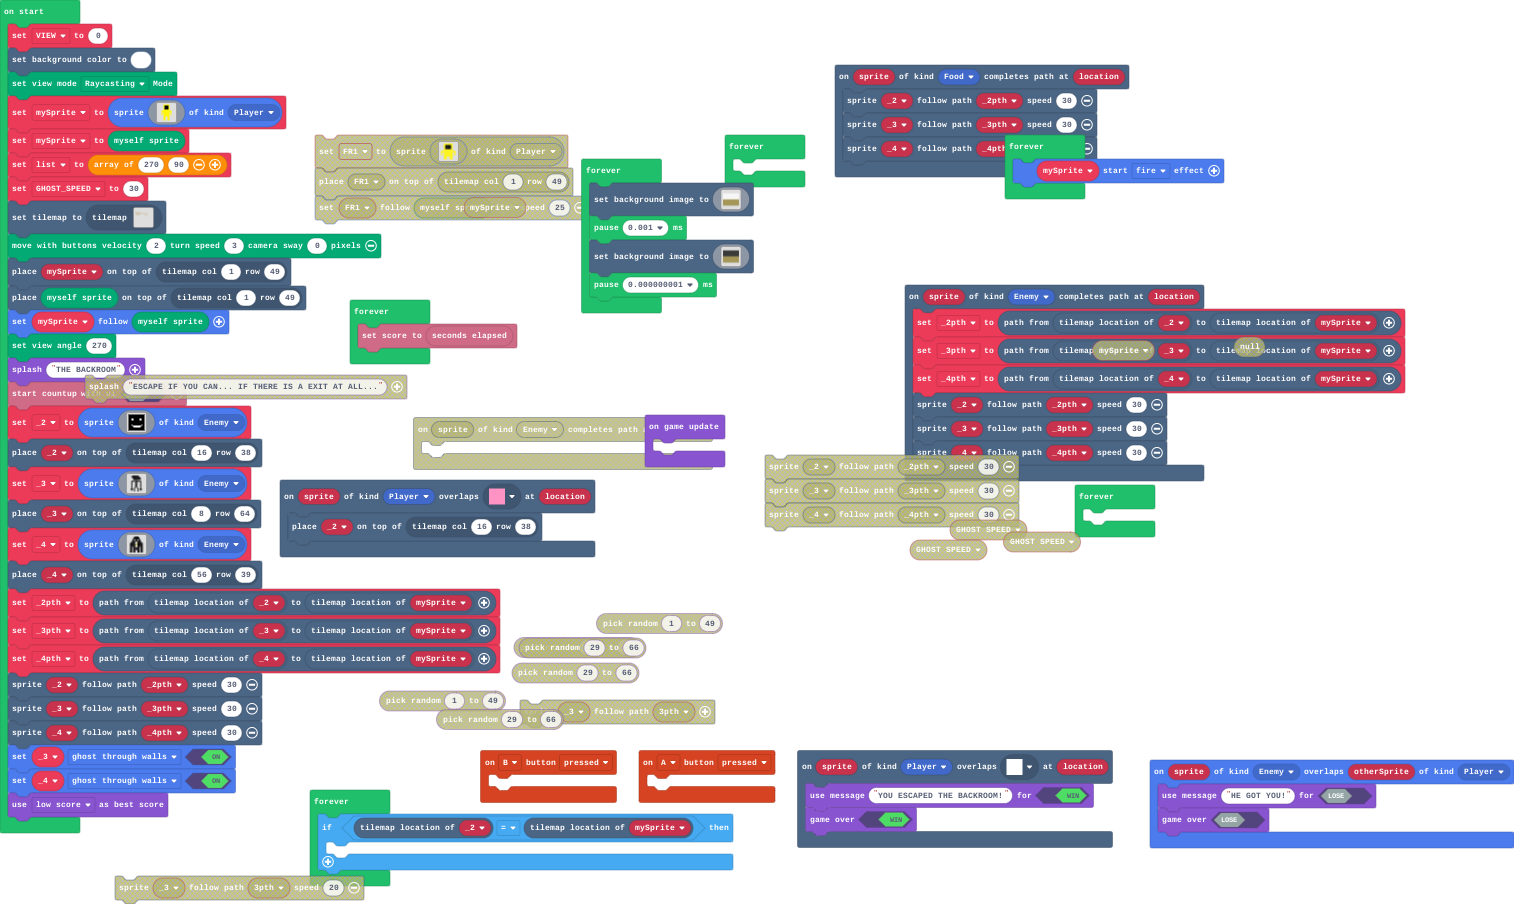 on start
set VIEW to 0
set background color to
set view mode Raycasting Mode
set mySprite to sprite of kind Player
set mySprite to myself sprite
set list to array of 270 90
set GHOST_SPEED to 30
set tilemap to tilemap
move with buttons velocity 2 turn speed 3 camera sway 0 pixels
place mySprite on top of tilemap col 1 row 49
place myself sprite on top of tilemap col 1 row 49
set mySprite follow myself sprite
set view angle 270
splash "THE BACKROOM"
start countup
splash "ESCAPE IF YOU CAN... IF THERE IS A EXIT AT ALL..."
set _2 to sprite of kind Enemy
place _2 on top of tilemap col 16 row 38
set _3 to sprite of kind Enemy
place _3 on top of tilemap col 8 row 64
set _4 to sprite of kind Enemy
place _4 on top of tilemap col 56 row 39
set _2pth to path from tilemap location of _2 to tilemap location of mySprite
set _3pth to path from tilemap location of _3 to tilemap location of mySprite
set _4pth to path from tilemap location of _4 to tilemap location of mySprite
sprite _2 follow path _2pth speed 30
sprite _3 follow path _3pth speed 30
sprite _4 follow path _4pth speed 30
set _3 ghost through walls ON
set _4 ghost through walls ON
use low score as best score
set FR1 to sprite of kind Player
place FR1 on top of tilemap col 1 row 49
set FR1 follow myself mySprite 25
forever
set background image to
pause 0.001 ms
set background image to
pause 0.000000001 ms
forever
on sprite of kind Food completes path at location
sprite _2 follow path _2pth speed 30
sprite _3 follow path _3pth speed 30
sprite _4 follow path
forever
mySprite start fire effect
forever
set score to seconds elapsed
on sprite of kind Enemy completes path
on game update
on sprite of kind Player overlaps at location
place _2 on top of tilemap col 16 row 38
on sprite of kind Enemy completes path at location
set _2pth to path from tilemap location of _2 to tilemap location of mySprite
set _3pth to path from mySprite _3 to null location of mySprite
set _4pth to path from tilemap location of _4 to tilemap location of mySprite
sprite _2 follow path _2pth speed 30
sprite _3 follow path _3pth speed 30
sprite _4 follow path _4pth speed 30
sprite _2 follow path _2pth speed 30
sprite _3 follow path _3pth speed 30
sprite _4 follow path _4pth speed 30
GHOST SPEED
GHOST SPEED
GHOST SPEED
forever
pick random 1 to 49
pick random 29 to 66
pick random 29 to 66
pick random 1 to 49
pick random 29 to 66
_3 follow path 3pth
on B button pressed
on A button pressed
on sprite of kind Player overlaps at location
use message "YOU ESCAPED THE BACKROOM!" for WIN
game over WIN
on sprite of kind Enemy overlaps otherSprite of kind Player
use message "HE GOT YOU!" for LOSE
game over LOSE
forever
if tilemap location of _2 = tilemap location of mySprite then
sprite _3 follow path 3pth speed 20